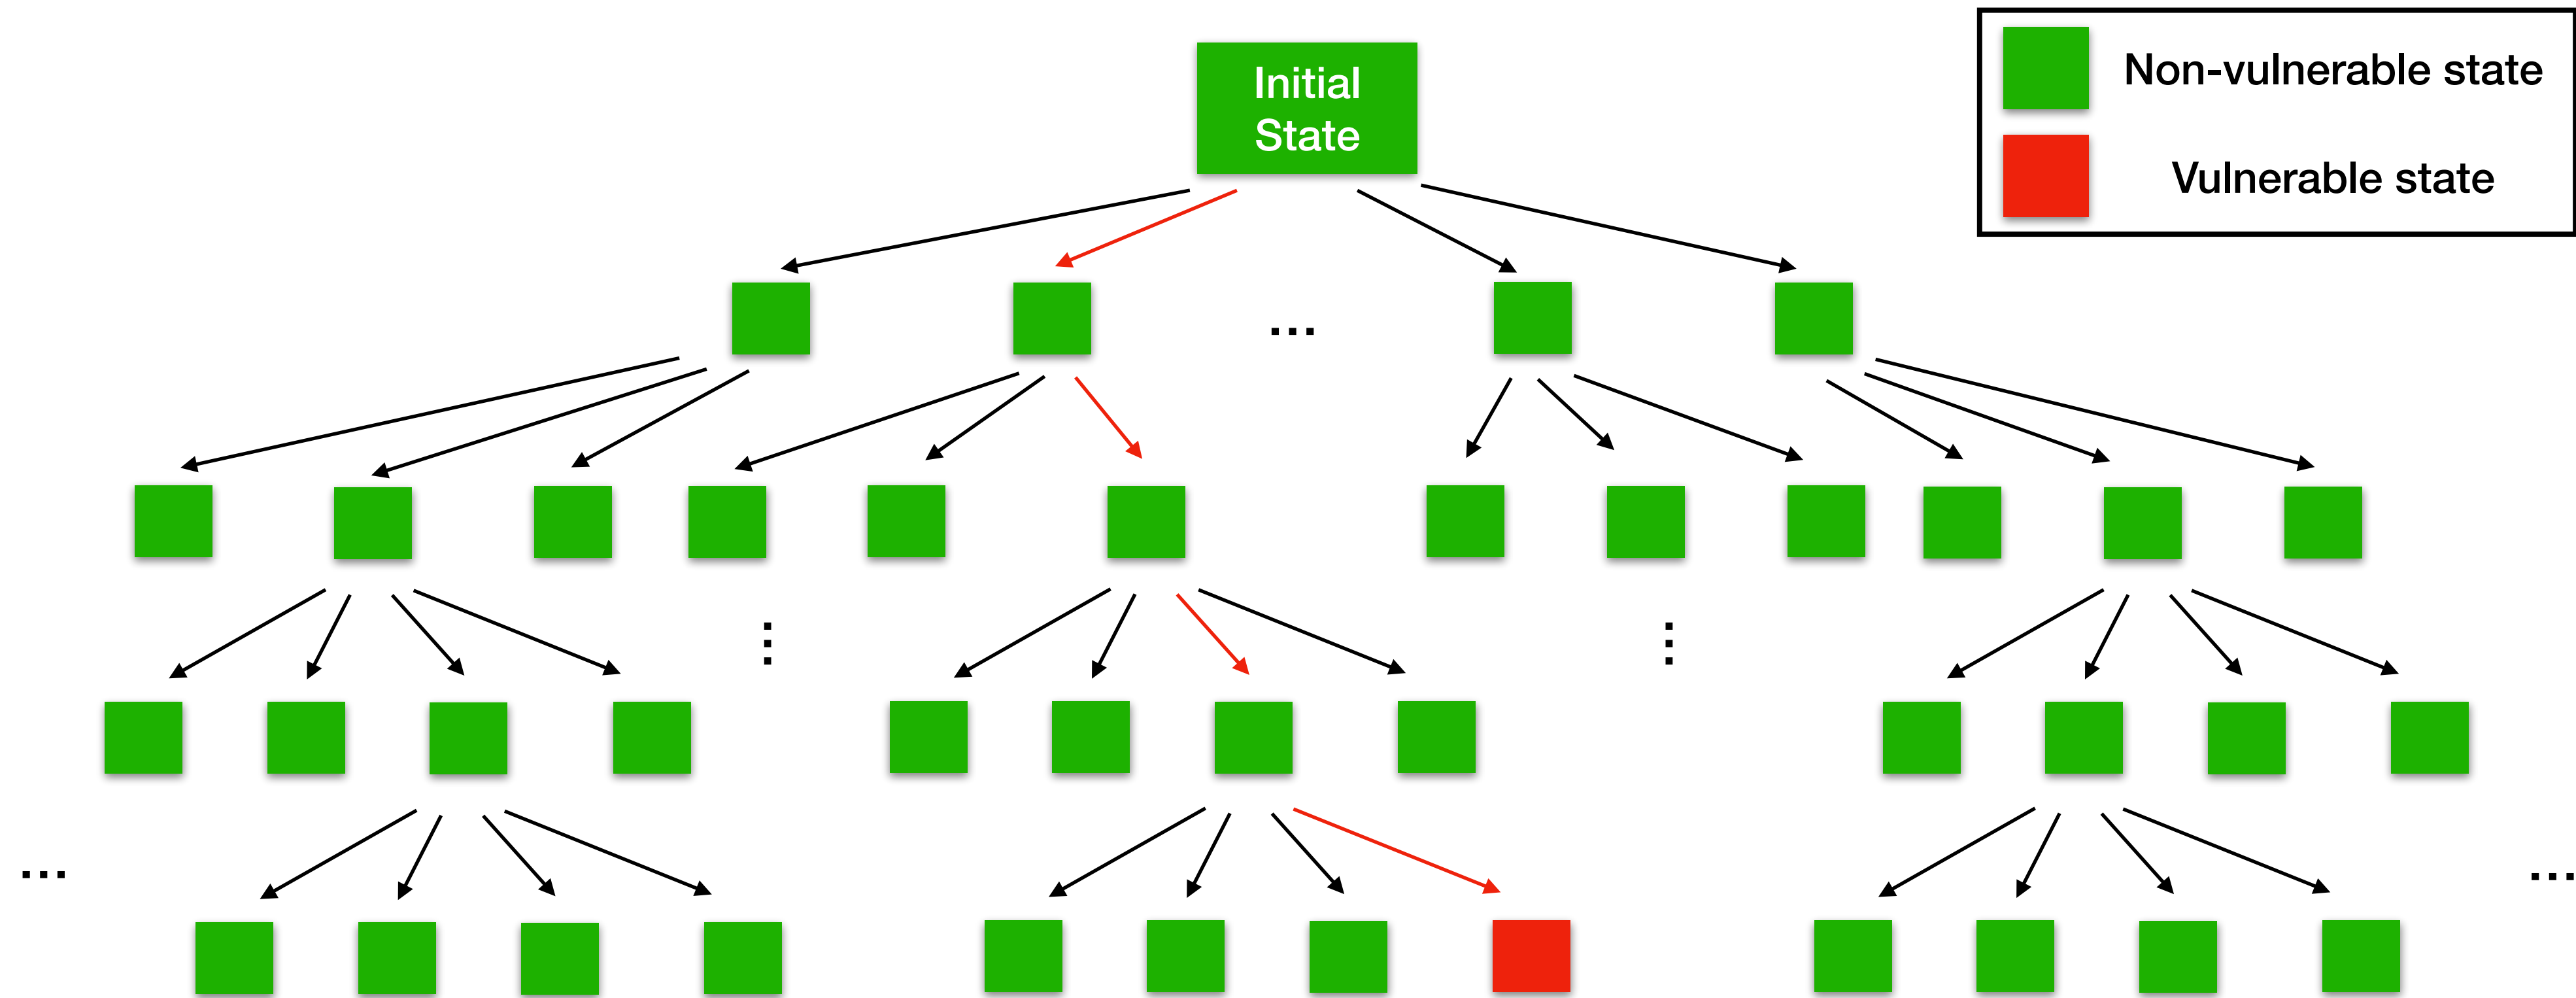 Initial
State
Non-vulnerable state
Vulnerable state
...
...
...
...
...